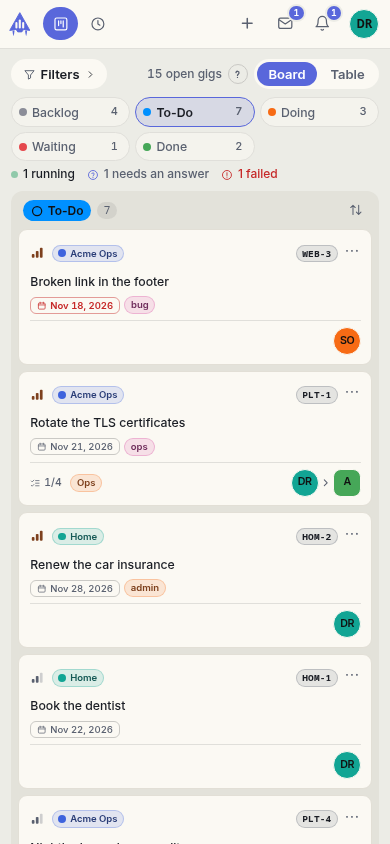 1
1
DR
Filters
15 open gigs
?
Board
Table
Backlog 4
To-Do 7
Doing 3
Waiting 1
Done 2
1 running
1 needs an answer
1 failed
To-Do 7
Acme Ops
WEB-3
Broken link in the footer
Nov 18, 2026
bug
SO
Acme Ops
PLT-1
Rotate the TLS certificates
Nov 21, 2026
ops
1/4
Ops
DR
A
Home
HOM-2
Renew the car insurance
Nov 28, 2026
admin
DR
Home
HOM-1
Book the dentist
Nov 22, 2026
DR
Acme Ops
PLT-4